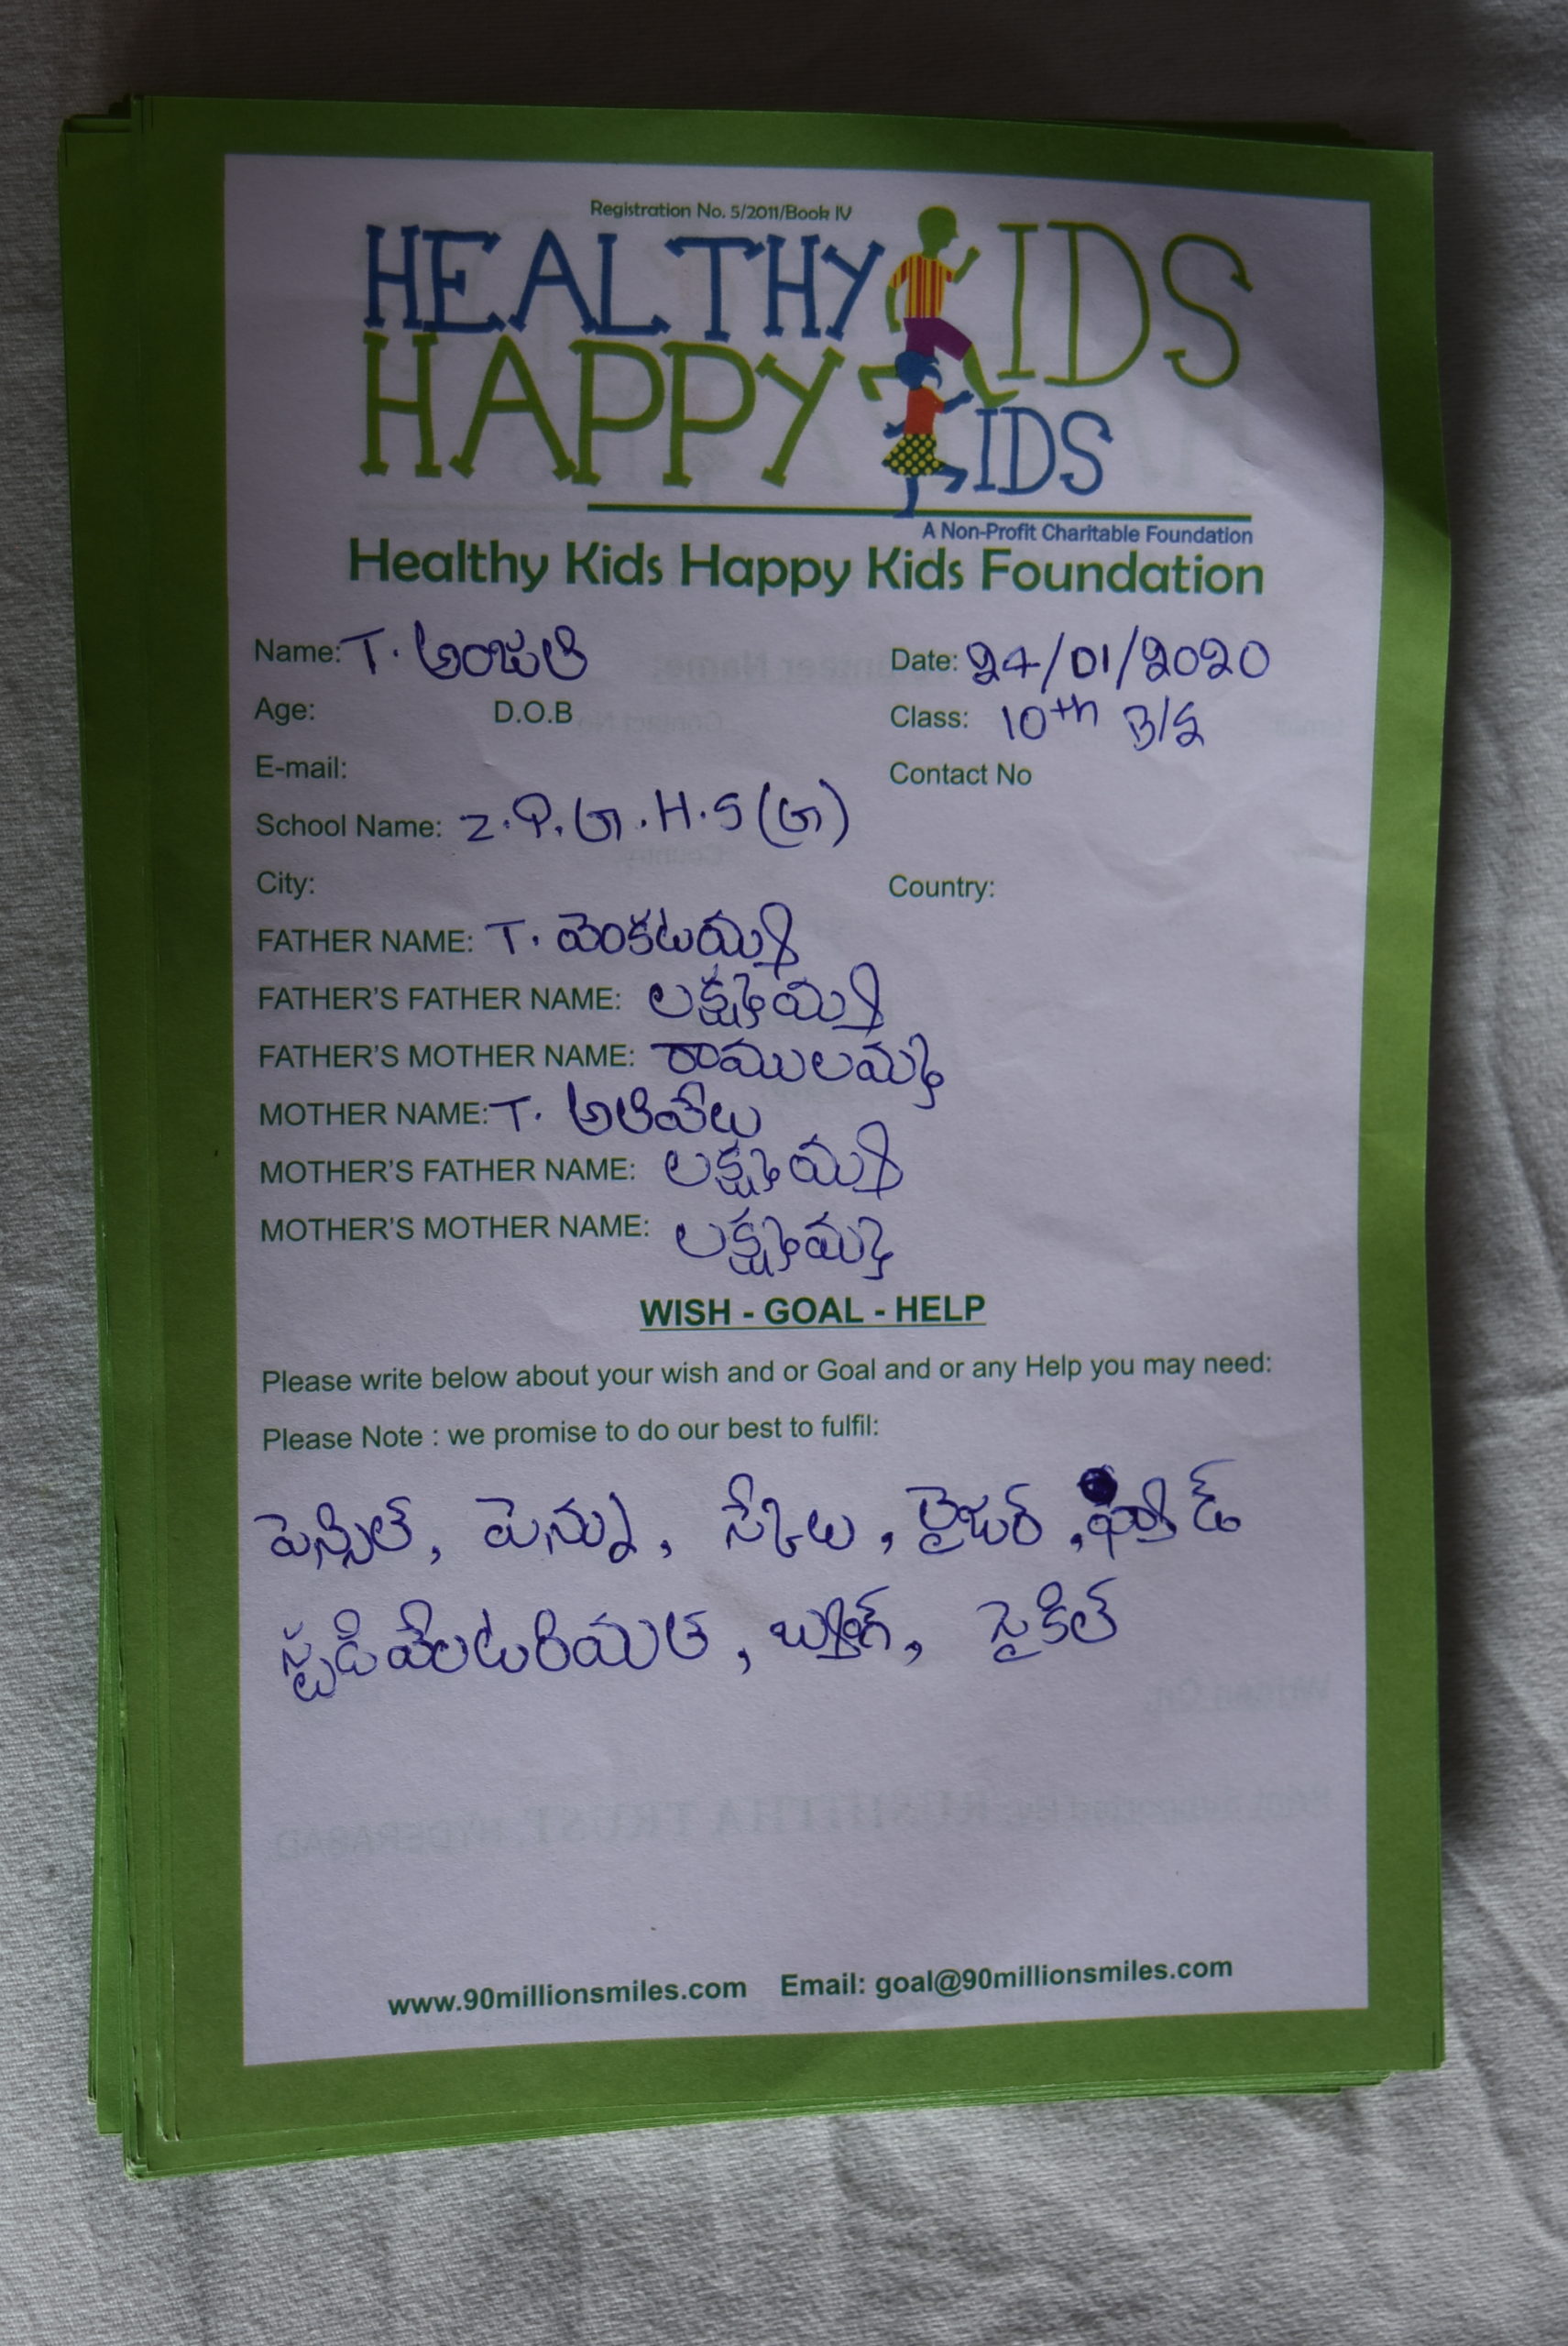 Registration No. 5/2011/Book IV
HEALTHY KIDS
HAPPY KIDS
A Non-Profit Charitable Foundation
Healthy Kids Happy Kids Foundation
Name: T. అంజలి Date: 24/01/2020
Age: D.O.B Class: 10th B/S
E-mail: Contact No
School Name: Z.P.G.H.S (G)
City: Country:
FATHER NAME: T. వెంకటయ్య
FATHER'S FATHER NAME: లక్ష్మయ్య
FATHER'S MOTHER NAME: రాములమ్మ
MOTHER NAME: T. అలివేలు
MOTHER'S FATHER NAME: లక్ష్మయ్య
MOTHER'S MOTHER NAME: లక్ష్మమ్మ
WISH - GOAL - HELP
Please write below about your wish and or Goal and or any Help you may need:
Please Note : we promise to do our best to fulfil:
పెన్సిల్, పెన్ను, స్కేలు, రైజర్,
స్టడిమేటరియల్, బ్యాగ్, సైకిల్
www.90millionsmiles.com Email: goal@90millionsmiles.com